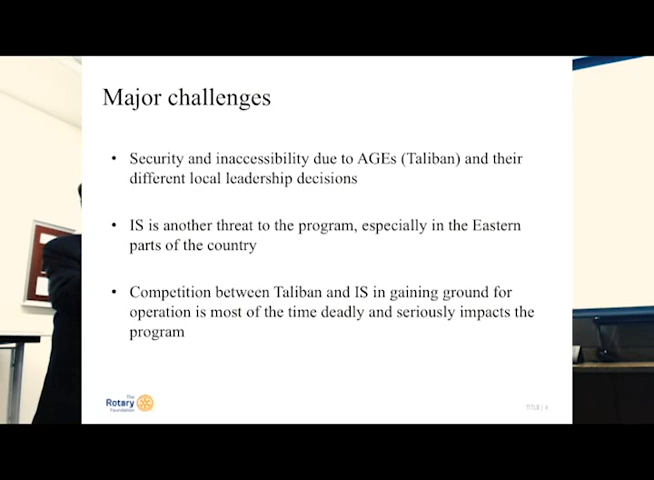 Major challenges
• Security and inaccessibility due to AGEs (Taliban) and their
different local leadership decisions
• IS is another threat to the program, especially in the Eastern
parts of the country
• Competition between Taliban and IS in gaining ground for
operation is most of the time deadly and seriously impacts the
program
The
Rotary
Foundation
TITLE |